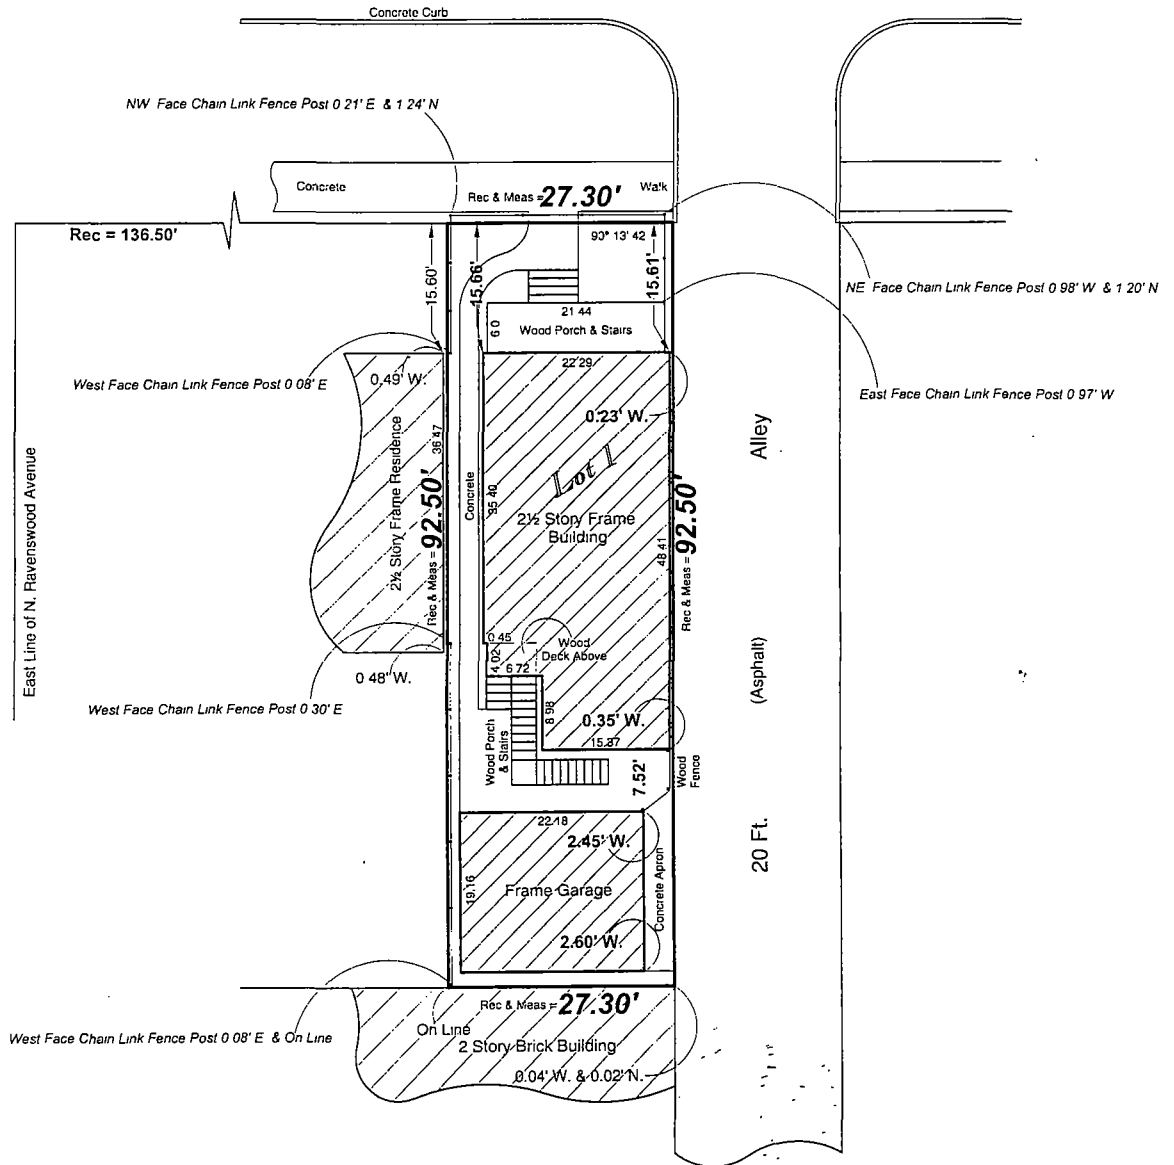 Concrete Curb
NW Face Chain Link Fence Post 0 21' E & 1 24' N
Concrete
Rec & Meas = 27.30'
Walk
Rec = 136.50'
90° 13' 42
15.60'
15.66'
15.61'
NE Face Chain Link Fence Post 0 98' W & 1 20' N
21 44
6 0
Wood Porch & Stairs
22 29
West Face Chain Link Fence Post 0 08' E
0.49' W.
East Face Chain Link Fence Post 0 97' W
0.23' W.
East Line of N. Ravenswood Avenue
2½ Story Frame Residence
36 47
Rec & Meas = 92.50'
Concrete
35 40
Lot 1
2½ Story Frame
Building
48 41
Rec & Meas = 92.50'
Alley
(Asphalt)
20 Ft.
0 45
Wood
Deck Above
4 02
6 72
0 48' W.
West Face Chain Link Fence Post 0 30' E
8 98
0.35' W.
15.87
Wood Porch
& Stairs
7.52'
Wood
Fence
22 18
2.45' W.
19.16
Frame Garage
Concrete Apron
2.60' W.
Rec & Meas = 27.30'
On Line
West Face Chain Link Fence Post 0 08' E & On Line
2 Story Brick Building
0.04' W. & 0.02' N.